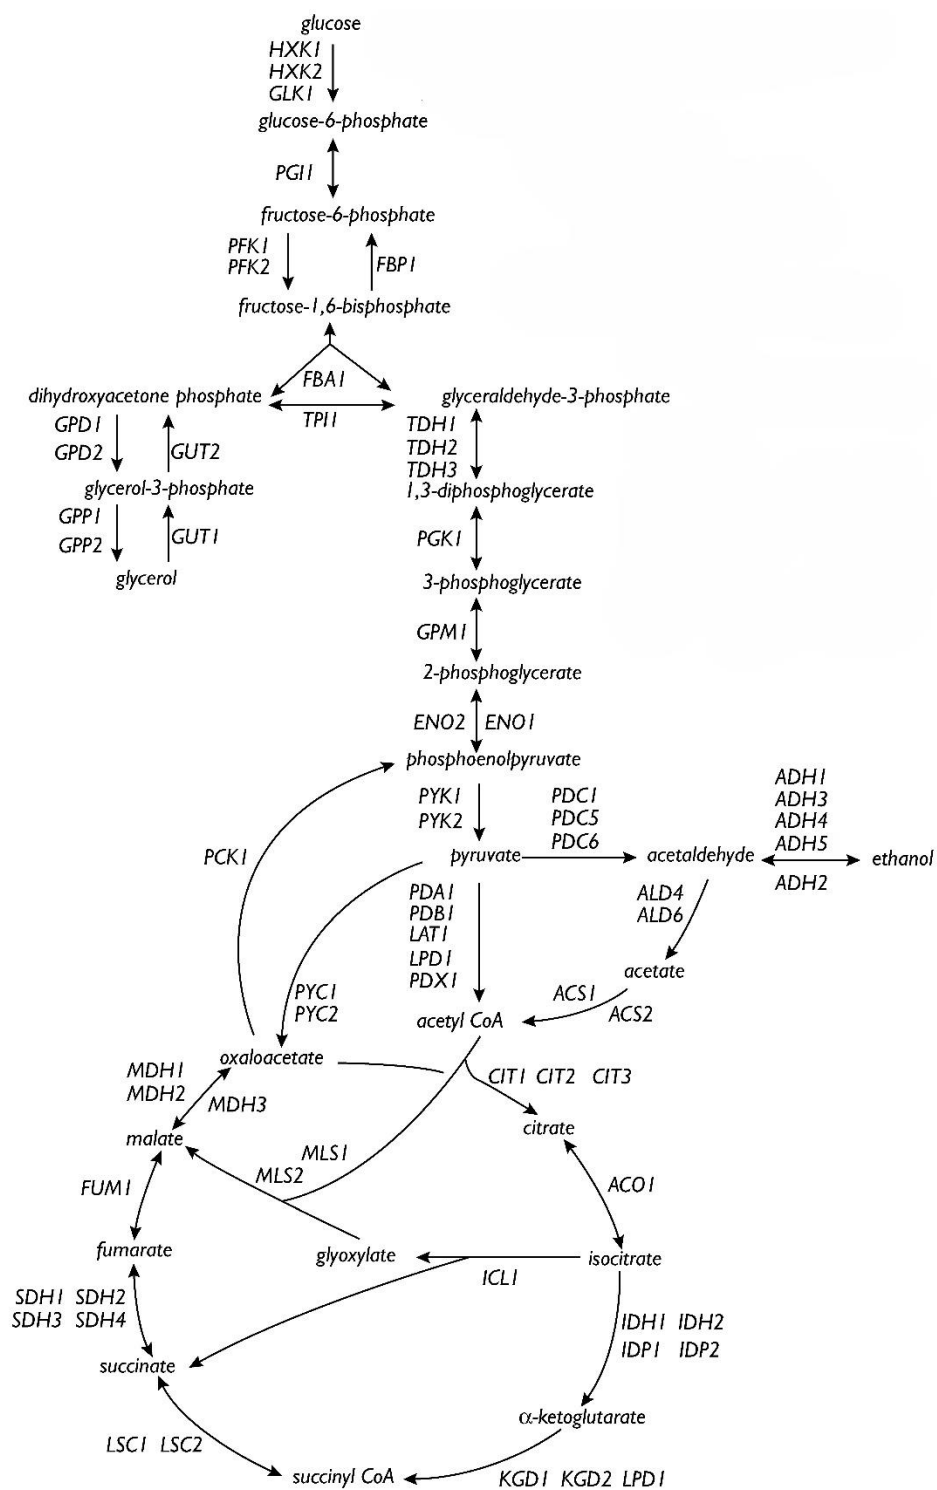 glucose
HXK1
HXK2
GLK1
glucose-6-phosphate
PGI1
fructose-6-phosphate
PFK1
PFK2
FBP1
fructose-1,6-bisphosphate
FBA1
dihydroxyacetone phosphate
glyceraldehyde-3-phosphate
TPI1
GPD1
GPD2
GUT2
TDH1
TDH2
TDH3
glycerol-3-phosphate
1,3-diphosphoglycerate
GPP1
GPP2
GUT1
PGK1
glycerol
3-phosphoglycerate
GPM1
2-phosphoglycerate
ENO2 ENO1
phosphoenolpyruvate
PYK1
PYK2
PDC1
PDC5
PDC6
ADH1
ADH3
ADH4
ADH5
PCK1
pyruvate
acetaldehyde
ethanol
ADH2
PDA1
PDB1
LAT1
LPD1
PDX1
ALD4
ALD6
acetate
PYC1
PYC2
ACS1
ACS2
acetyl CoA
oxaloacetate
MDH1
MDH2
MDH3
CIT1 CIT2 CIT3
citrate
malate
MLS1
MLS2
FUM1
ACO1
fumarate
glyoxylate
isocitrate
ICL1
SDH1 SDH2
SDH3 SDH4
IDH1 IDH2
IDP1 IDP2
succinate
α-ketoglutarate
LSC1 LSC2
succinyl CoA
KGD1 KGD2 LPD1